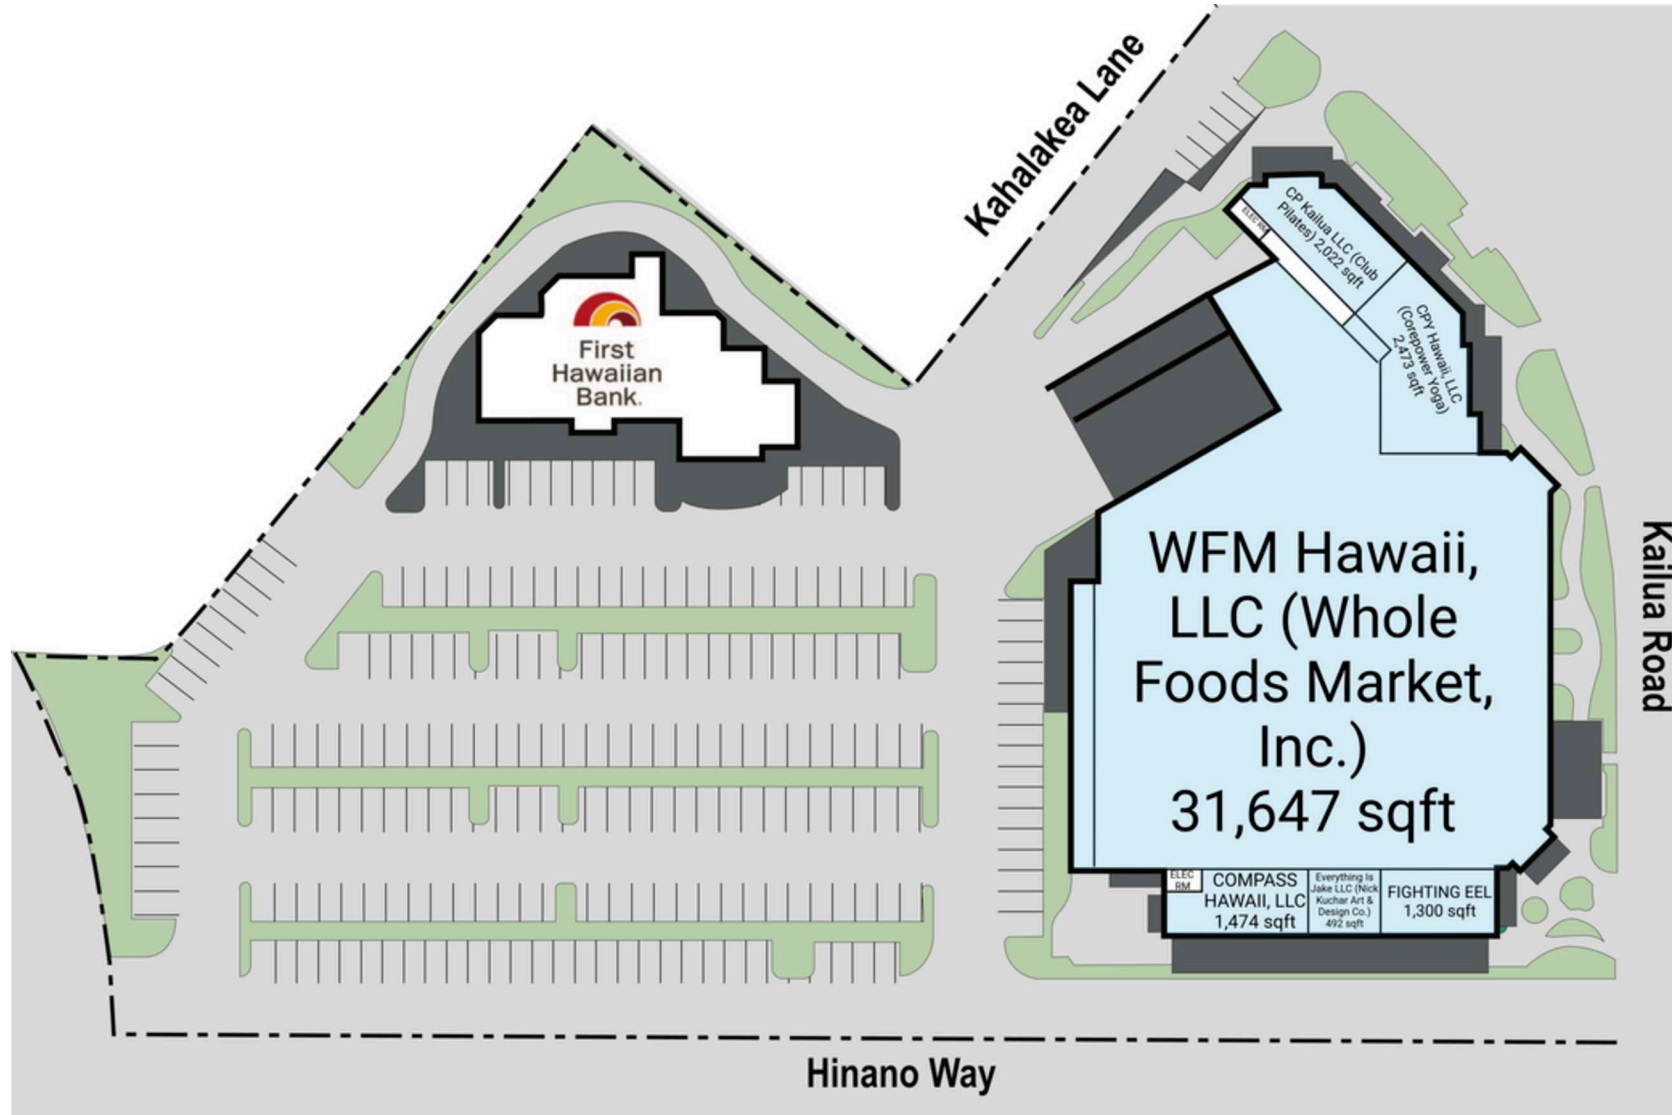 Kahalakea Lane
CP Kailua LLC (Club
Pilates) 2,022 sqft
ELEC RM
CPY Hawaii, LLC
(Corepower Yoga)
2,473 sqft
First
Hawaiian
Bank.
WFM Hawaii,
LLC (Whole
Foods Market,
Inc.)
31,647 sqft
Kailua Road
ELEC
RM
COMPASS
HAWAII, LLC
1,474 sqft
Everything Is
Jake LLC (Nick
Kuchar Art &
Design Co.)
492 sqft
FIGHTING EEL
1,300 sqft
Hinano Way